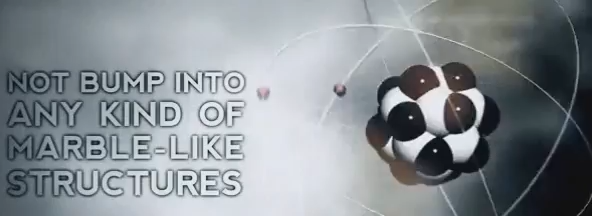 NOT BUMP INTO
ANY KIND OF
MARBLE-LIKE
STRUCTURES